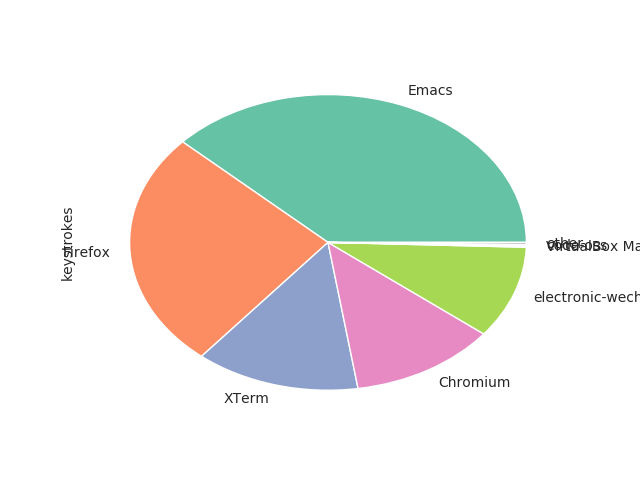 Emacs
Firefox
keystrokes
other
VirtualBox Ma
electronic-wech
Chromium
XTerm